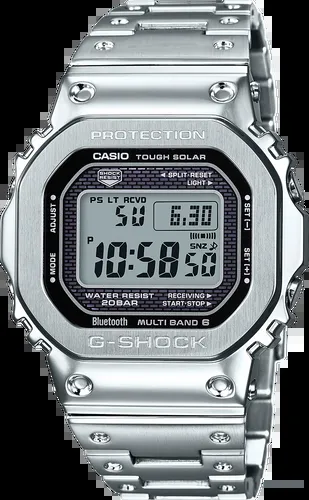 PROTECTION
CASIO TOUGH SOLAR
SHOCK RESIST
SPLIT·RESET
LIGHT
ADJUST
SET [-]
PS LT RCVD
SU 6.30
P 10:58 50
SNZ
MODE
SET [+]
WATER RESIST
20BAR
RECEIVING
START·STOP
Bluetooth MULTI BAND 6
G-SHOCK